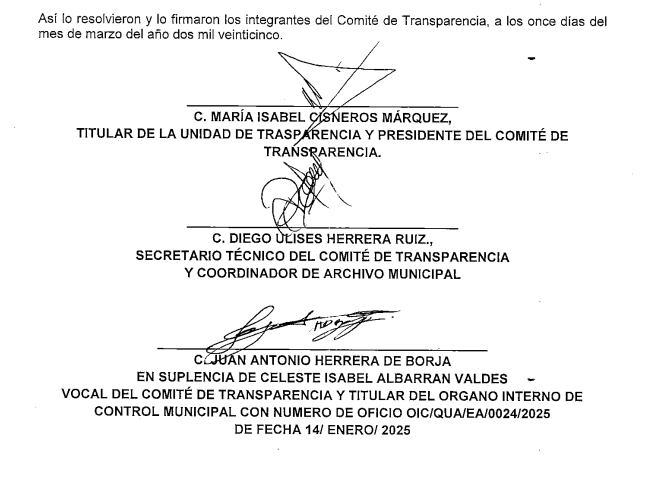 Así lo resolvieron y lo firmaron los integrantes del Comité de Transparencia, a los once días del
mes de marzo del año dos mil veinticinco.
C. MARÍA ISABEL CISNEROS MÁRQUEZ,
TITULAR DE LA UNIDAD DE TRASPARENCIA Y PRESIDENTE DEL COMITÉ DE
TRANSPARENCIA.
C. DIEGO ULISES HERRERA RUIZ.,
SECRETARIO TÉCNICO DEL COMITÉ DE TRANSPARENCIA
Y COORDINADOR DE ARCHIVO MUNICIPAL
C. JUAN ANTONIO HERRERA DE BORJA
EN SUPLENCIA DE CELESTE ISABEL ALBARRAN VALDES
VOCAL DEL COMITÉ DE TRANSPARENCIA Y TITULAR DEL ORGANO INTERNO DE
CONTROL MUNICIPAL CON NUMERO DE OFICIO OIC/QUA/EA/0024/2025
DE FECHA 14/ ENERO/ 2025